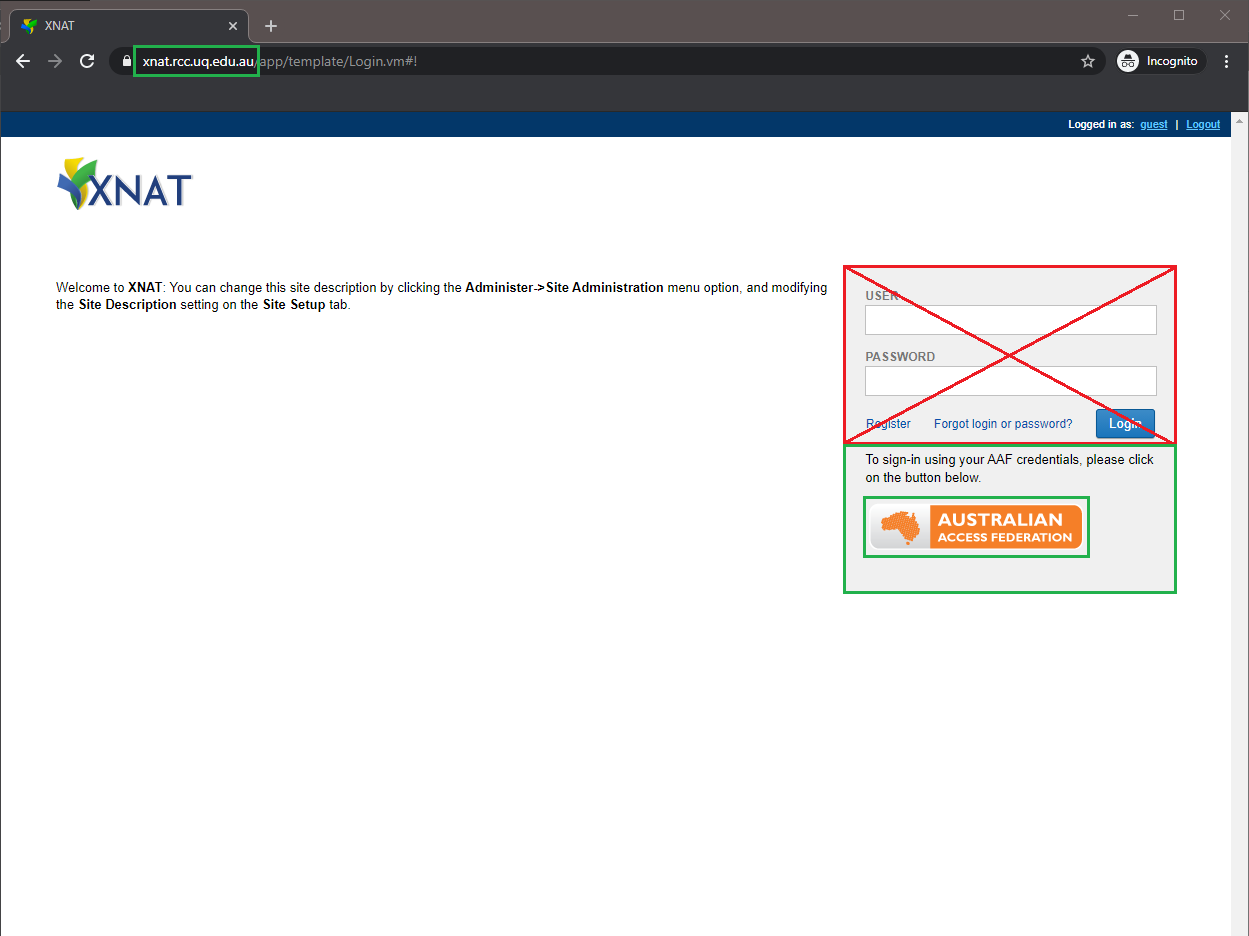 XNAT
xnat.rcc.uq.edu.au/app/template/Login.vm#!
Incognito
Logged in as: guest | Logout
XNAT
Welcome to XNAT: You can change this site description by clicking the Administer->Site Administration menu option, and modifying
the Site Description setting on the Site Setup tab.
USER
PASSWORD
Register Forgot login or password? Login
To sign-in using your AAF credentials, please click
on the button below.
AUSTRALIAN
ACCESS FEDERATION